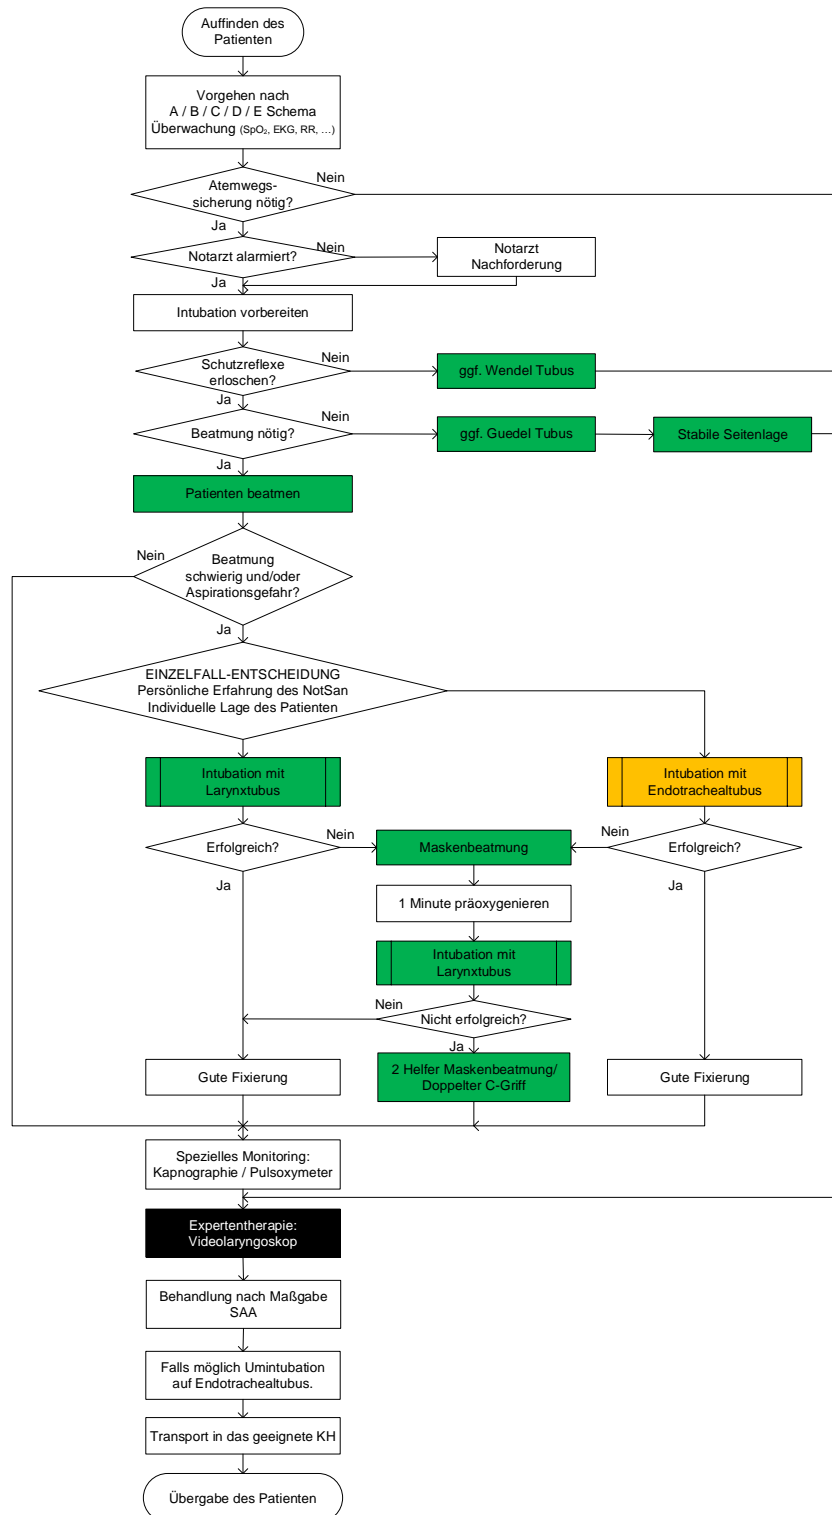 Auffinden des
Patienten
Vorgehen nach
A / B / C / D / E Schema
Überwachung (SpO₂, EKG, RR, ...)
Nein
Atemwegs-
sicherung nötig?
Ja
Nein
Notarzt alarmiert?
Notarzt
Nachforderung
Ja
Intubation vorbereiten
Nein
Schutzreflexe
erloschen?
ggf. Wendel Tubus
Ja
Nein
Beatmung nötig?
ggf. Guedel Tubus
Stabile Seitenlage
Ja
Patienten beatmen
Nein
Beatmung
schwierig und/oder
Aspirationsgefahr?
Ja
EINZELFALL-ENTSCHEIDUNG
Persönliche Erfahrung des NotSan
Individuelle Lage des Patienten
Intubation mit
Larynxtubus
Intubation mit
Endotrachealtubus
Nein
Nein
Erfolgreich?
Maskenbeatmung
Erfolgreich?
Ja
Ja
1 Minute präoxygenieren
Intubation mit
Larynxtubus
Nein
Nicht erfolgreich?
Ja
Gute Fixierung
2 Helfer Maskenbeatmung/
Doppelter C-Griff
Gute Fixierung
Spezielles Monitoring:
Kapnographie / Pulsoxymeter
Expertentherapie:
Videolaryngoskop
Behandlung nach Maßgabe
SAA
Falls möglich Umintubation
auf Endotrachealtubus.
Transport in das geeignete KH
Übergabe des Patienten